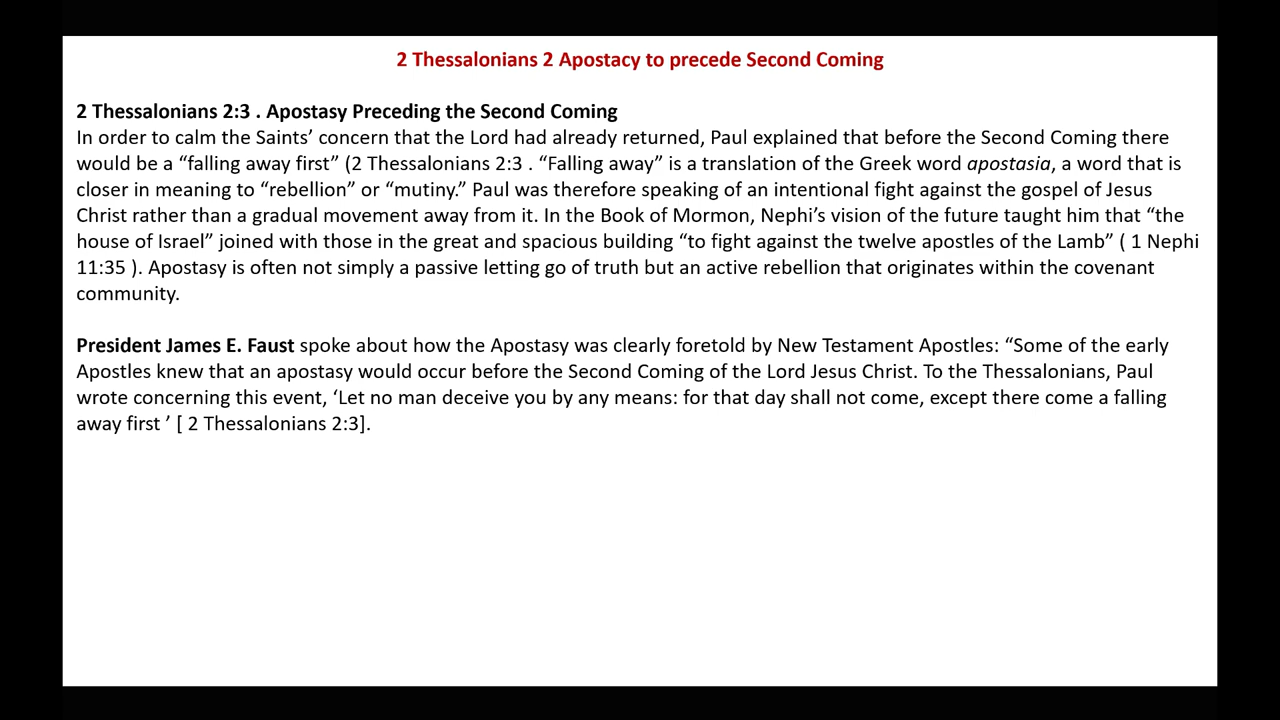 2 Thessalonians 2 Apostacy to precede Second Coming
2 Thessalonians 2:3 . Apostasy Preceding the Second Coming
In order to calm the Saints’ concern that the Lord had already returned, Paul explained that before the Second Coming there
would be a “falling away first” (2 Thessalonians 2:3 . “Falling away” is a translation of the Greek word apostasia, a word that is
closer in meaning to “rebellion” or “mutiny.” Paul was therefore speaking of an intentional fight against the gospel of Jesus
Christ rather than a gradual movement away from it. In the Book of Mormon, Nephi’s vision of the future taught him that “the
house of Israel” joined with those in the great and spacious building “to fight against the twelve apostles of the Lamb” ( 1 Nephi
11:35 ). Apostasy is often not simply a passive letting go of truth but an active rebellion that originates within the covenant
community.
President James E. Faust spoke about how the Apostasy was clearly foretold by New Testament Apostles: “Some of the early
Apostles knew that an apostasy would occur before the Second Coming of the Lord Jesus Christ. To the Thessalonians, Paul
wrote concerning this event, ‘Let no man deceive you by any means: for that day shall not come, except there come a falling
away first ’ [ 2 Thessalonians 2:3].